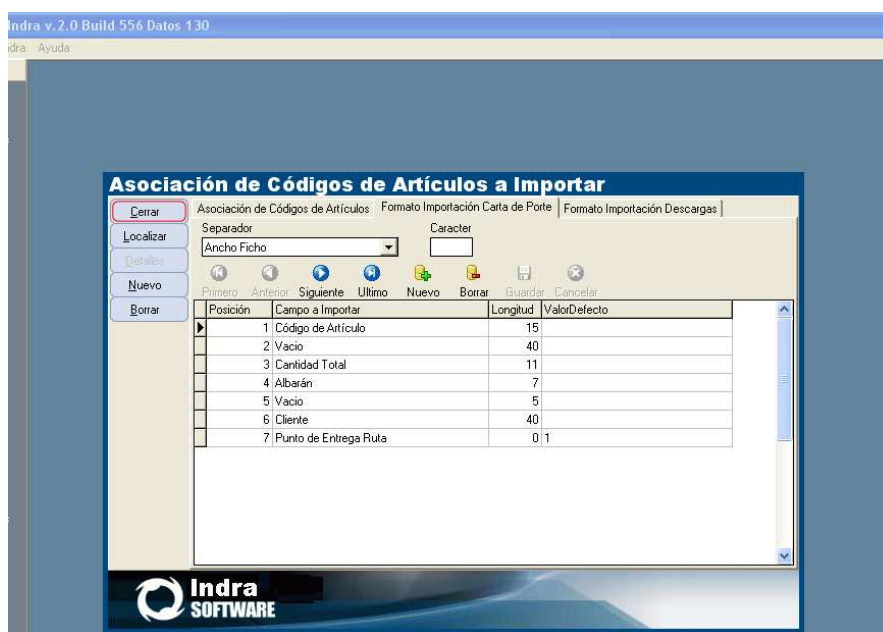 Indra v.2.0 Build 556 Datos 130
dra Ayuda
Asociación de Códigos de Artículos a Importar
Cerrar
Localizar
Detalles
Nuevo
Borrar
Asociación de Códigos de Artículos Formato Importación Carta de Porte Formato Importación Descargas
Separador Caracter
Ancho Ficho
Primero Anterior Siguiente Ultimo Nuevo Borrar Guardar Cancelar
Posición Campo a Importar Longitud ValorDefecto
1 Código de Artículo 15
2 Vacio 40
3 Cantidad Total 11
4 Albarán 7
5 Vacio 5
6 Cliente 40
7 Punto de Entrega Ruta 0 1
Indra
SOFTWARE